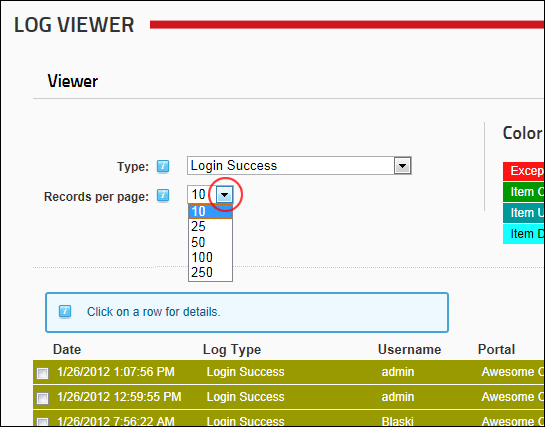 LOG VIEWER
Viewer
Type: Login Success
Records per page: 10
10
25
50
100
250
Color
Excep
Item C
Item U
Item D
Click on a row for details.
Date Log Type Username Portal
1/26/2012 1:07:56 PM Login Success admin Awesome C
1/26/2012 12:59:55 PM Login Success admin Awesome C
1/26/2012 7:56:22 AM Login Success Blaski Awesome C